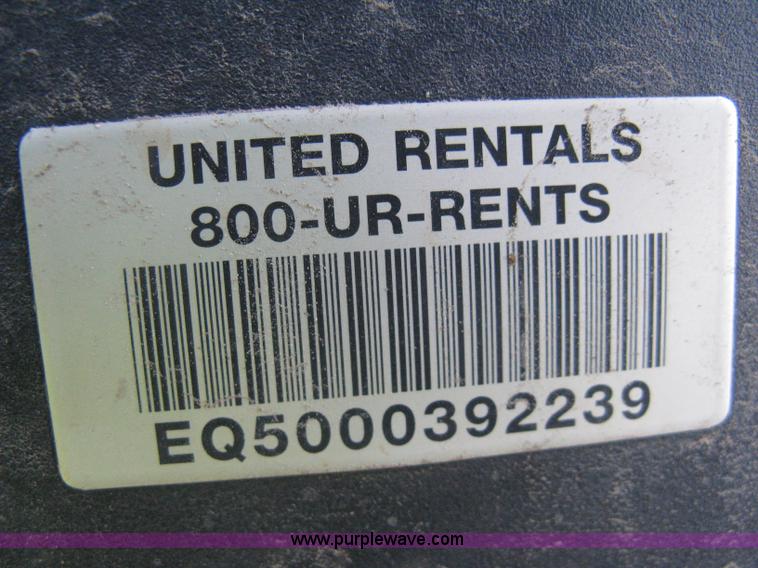 UNITED RENTALS
800-UR-RENTS
EQ5000392239
www.purplewave.com